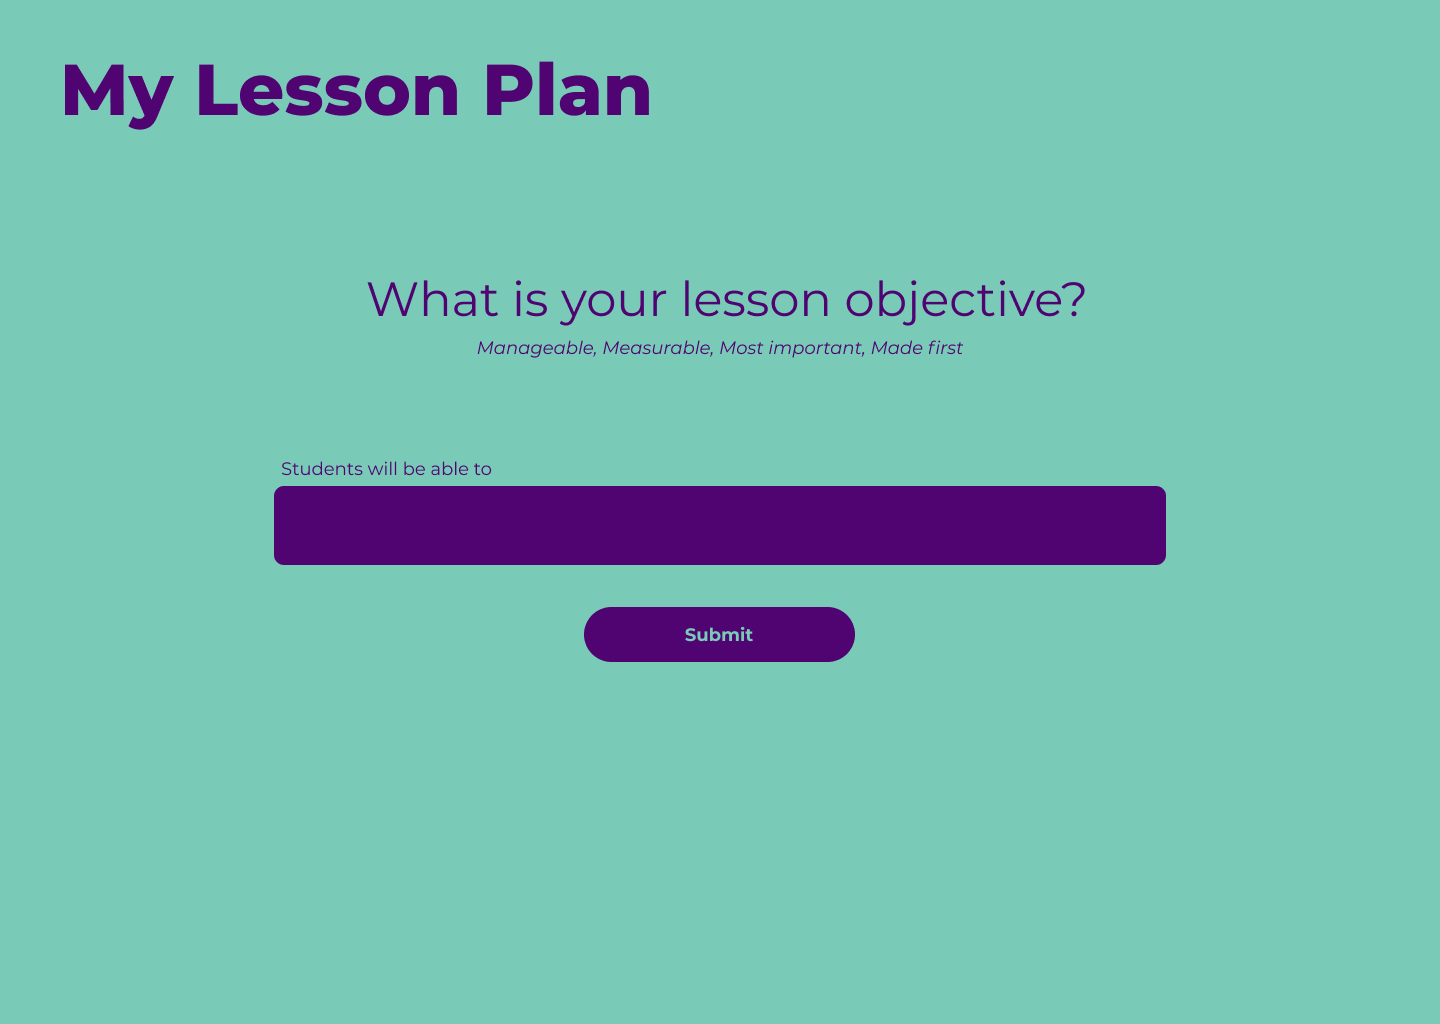 My Lesson Plan
What is your lesson objective?
Manageable, Measurable, Most important, Made first
Students will be able to
Submit